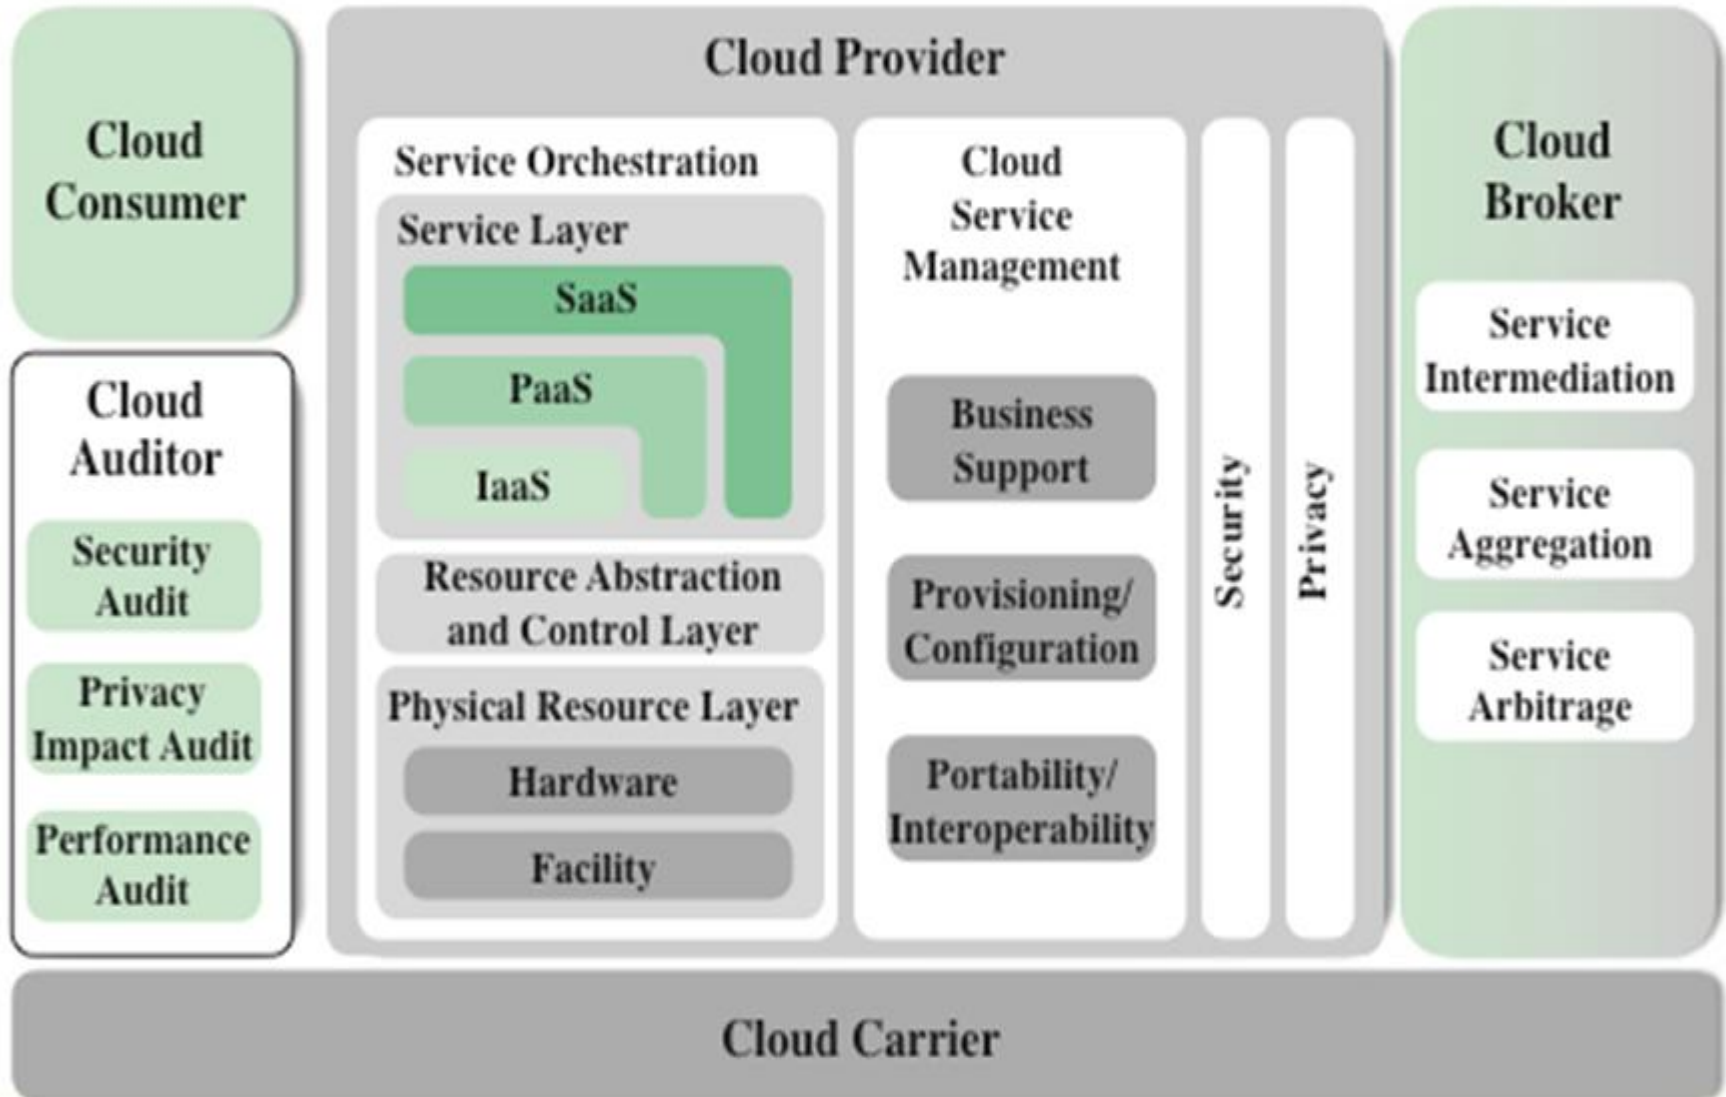 Cloud
Consumer
Cloud
Auditor
Security
Audit
Privacy
Impact Audit
Performance
Audit
Cloud Provider
Service Orchestration
Service Layer
SaaS
PaaS
IaaS
Resource Abstraction
and Control Layer
Physical Resource Layer
Hardware
Facility
Cloud
Service
Management
Business
Support
Provisioning/
Configuration
Portability/
Interoperability
Security
Privacy
Cloud
Broker
Service
Intermediation
Service
Aggregation
Service
Arbitrage
Cloud Carrier